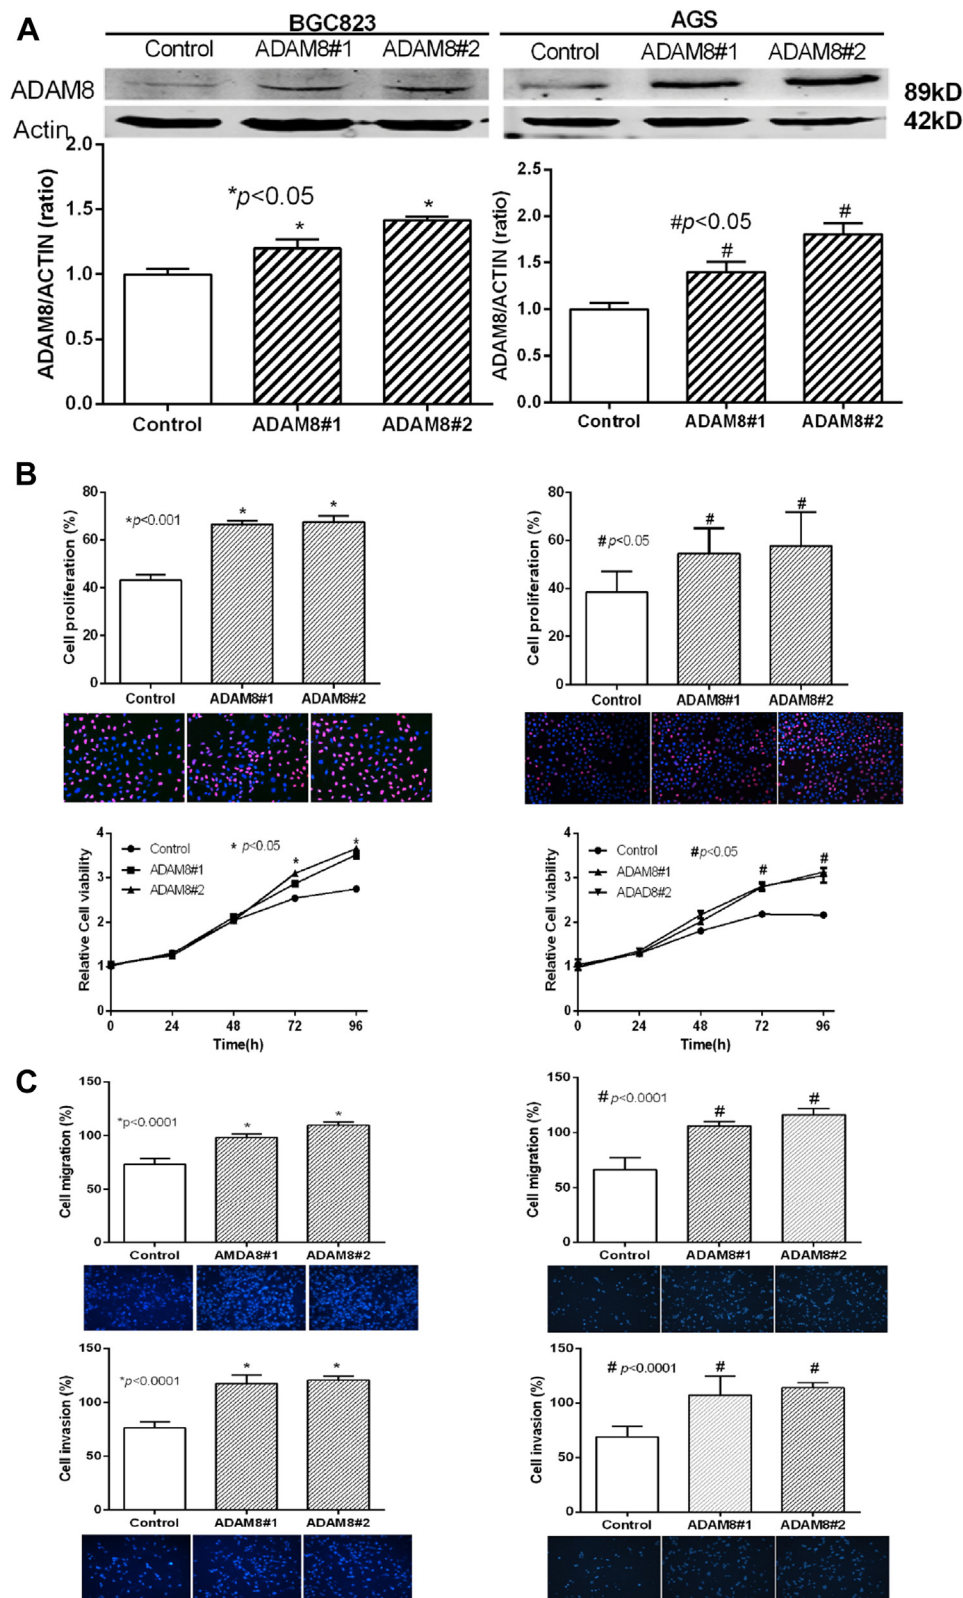 A
BGC823
AGS
Control ADAM8#1 ADAM8#2
Control ADAM8#1 ADAM8#2
ADAM8
89kD
Actin
42kD
ADAM8/ACTIN (ratio)
2.0
1.5
1.0
0.5
0.0
*p<0.05
*
*
Control ADAM8#1 ADAM8#2
ADAM8/ACTIN (ratio)
2.5
2.0
1.5
1.0
0.5
0.0
#p<0.05
#
#
Control ADAM8#1 ADAM8#2
B
Cell proliferation (%)
80
60
40
20
0
*p<0.001
*
*
Control ADAM8#1 ADAM8#2
Cell proliferation (%)
80
60
40
20
0
#p<0.05
#
#
Control ADAM8#1 ADAM8#2
Relative Cell viability
4
3
2
1
0
Control
ADAM8#1
ADAM8#2
* p<0.05
*
*
0 24 48 72 96
Time(h)
Relative Cell viability
4
3
2
1
0
Control
ADAM8#1
ADAD8#2
#p<0.05
#
#
0 24 48 72 96
Time(h)
C
Cell migration (%)
150
100
50
0
*p<0.0001
*
*
Control AMDA8#1 ADAM8#2
Cell migration (%)
150
100
50
0
# p<0.0001
#
#
Control ADAM8#1 ADAM8#2
Cell invasion (%)
150
100
50
0
*p<0.0001
*
*
Control ADAM8#1 ADAM8#2
Cell invasion (%)
150
100
50
0
# p<0.0001
#
#
Control ADAM8#1 ADAM8#2